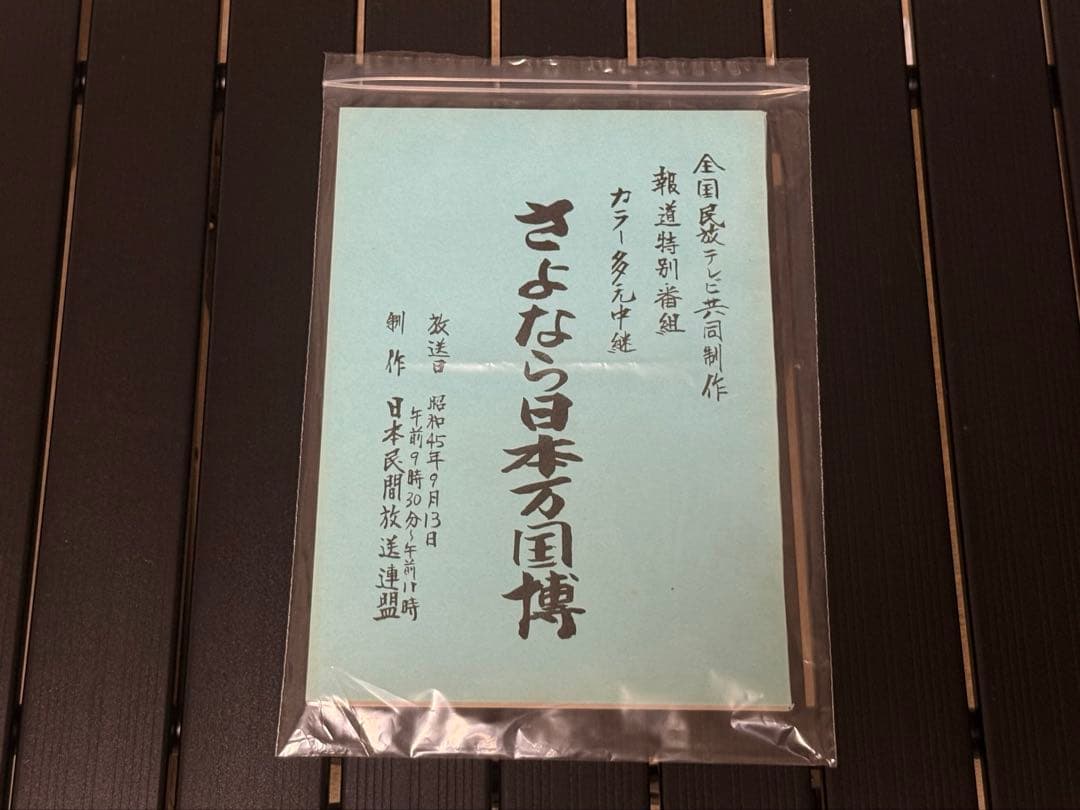 全国民放テレビ共同制作
報道特別番組
カラー多元中継
さよなら日本万国博
放送日 昭和45年9月13日
午前9時30分~午前11時
制作 日本民間放送連盟